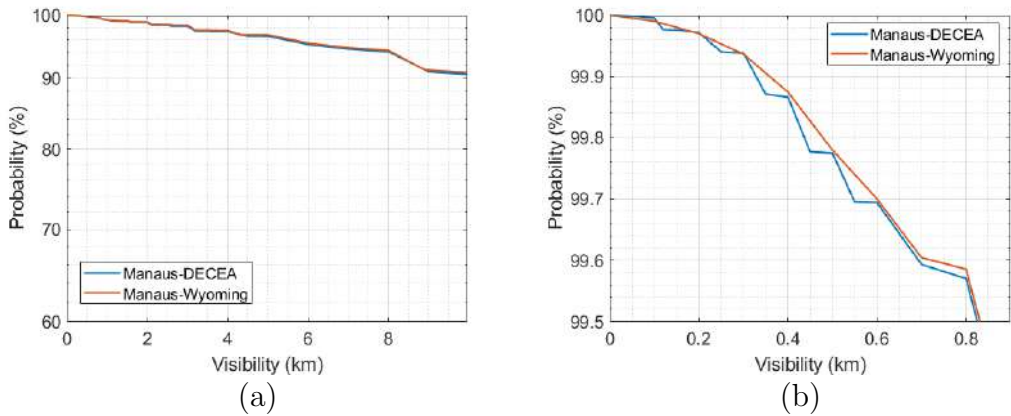 100
90
80
70
60
Probability (%)
Manaus-DECEA
Manaus-Wyoming
0
2
4
6
8
Visibility (km)
(a)
100
99.9
99.8
99.7
99.6
99.5
Probability (%)
Manaus-DECEA
Manaus-Wyoming
0
0.2
0.4
0.6
0.8
Visibility (km)
(b)